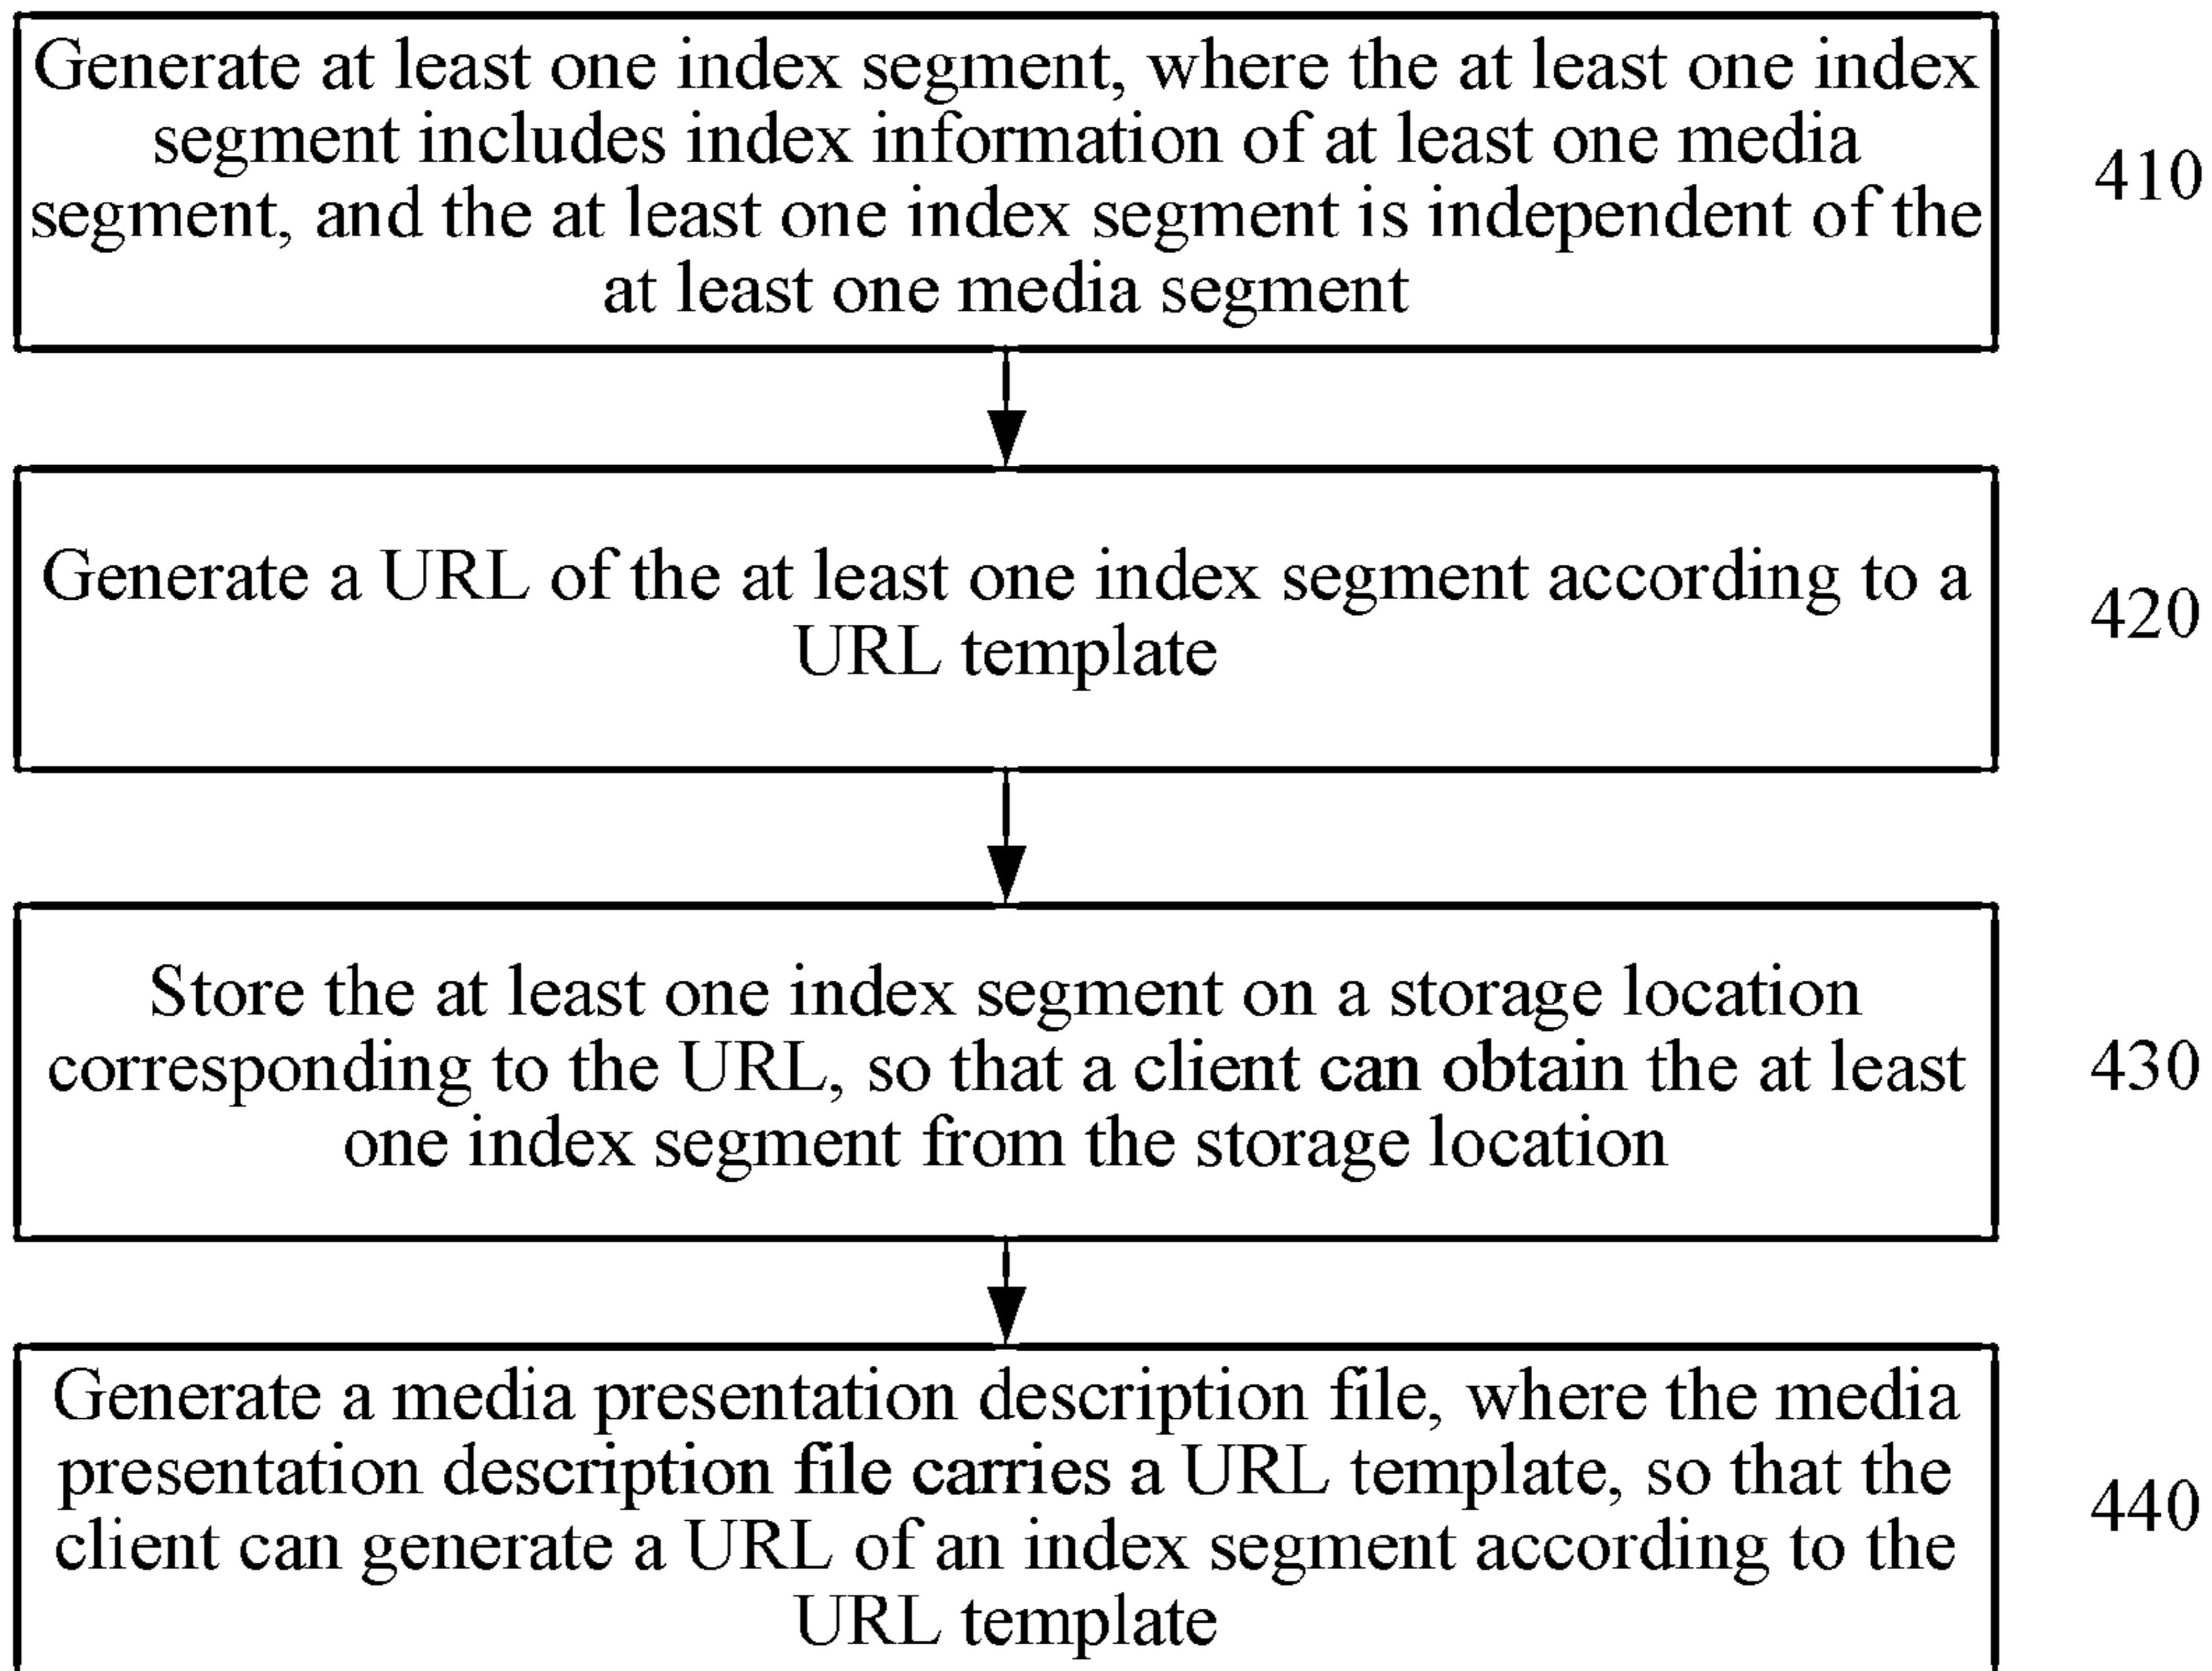 Generate at least one index segment, where the at least one index
segment includes index information of at least one media
segment, and the at least one index segment is independent of the
at least one media segment
410
Generate a URL of the at least one index segment according to a
URL template
420
Store the at least one index segment on a storage location
corresponding to the URL, so that a client can obtain the at least
one index segment from the storage location
430
Generate a media presentation description file, where the media
presentation description file carries a URL template, so that the
client can generate a URL of an index segment according to the
URL template
440